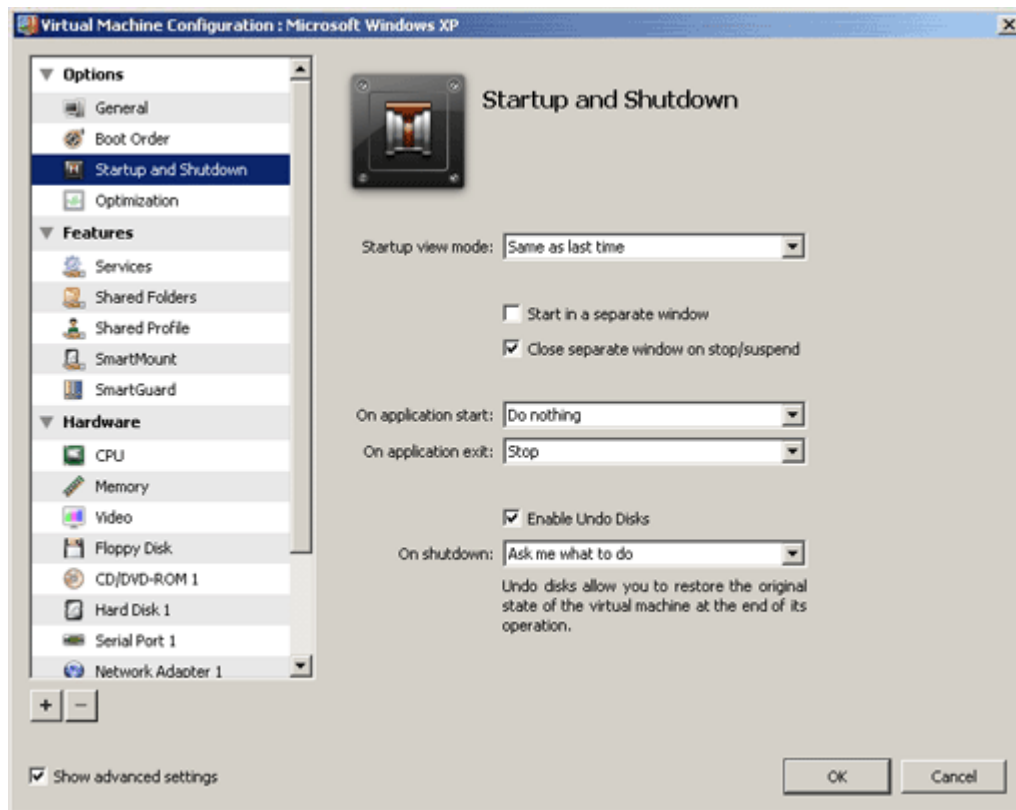 Virtual Machine Configuration : Microsoft Windows XP
Options
General
Boot Order
Startup and Shutdown
Optimization
Features
Services
Shared Folders
Shared Profile
SmartMount
SmartGuard
Hardware
CPU
Memory
Video
Floppy Disk
CD/DVD-ROM 1
Hard Disk 1
Serial Port 1
Network Adapter 1
Startup and Shutdown
Startup view mode: Same as last time
Start in a separate window
Close separate window on stop/suspend
On application start: Do nothing
On application exit: Stop
Enable Undo Disks
On shutdown: Ask me what to do
Undo disks allow you to restore the original
state of the virtual machine at the end of its
operation.
Show advanced settings
OK
Cancel